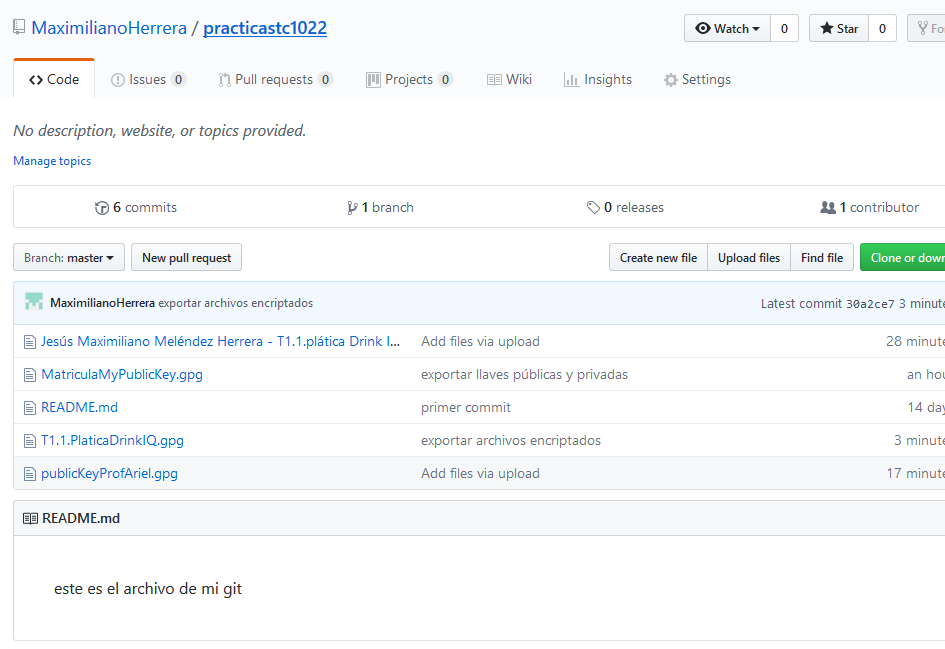 MaximilianoHerrera / practicastc1022 Watch 0 Star 0 Fo
Code Issues 0 Pull requests 0 Projects 0 Wiki Insights Settings
No description, website, or topics provided.
Manage topics
6 commits 1 branch 0 releases 1 contributor
Branch: master New pull request Create new file Upload files Find file Clone or down
MaximilianoHerrera exportar archivos encriptados Latest commit 30a2ce7 3 minute
Jesús Maximiliano Meléndez Herrera - T1.1.plática Drink I... Add files via upload 28 minute
MatriculaMyPublicKey.gpg exportar llaves públicas y privadas an hou
README.md primer commit 14 day
T1.1.PlaticaDrinkIQ.gpg exportar archivos encriptados 3 minute
publicKeyProfAriel.gpg Add files via upload 17 minute
README.md
este es el archivo de mi git